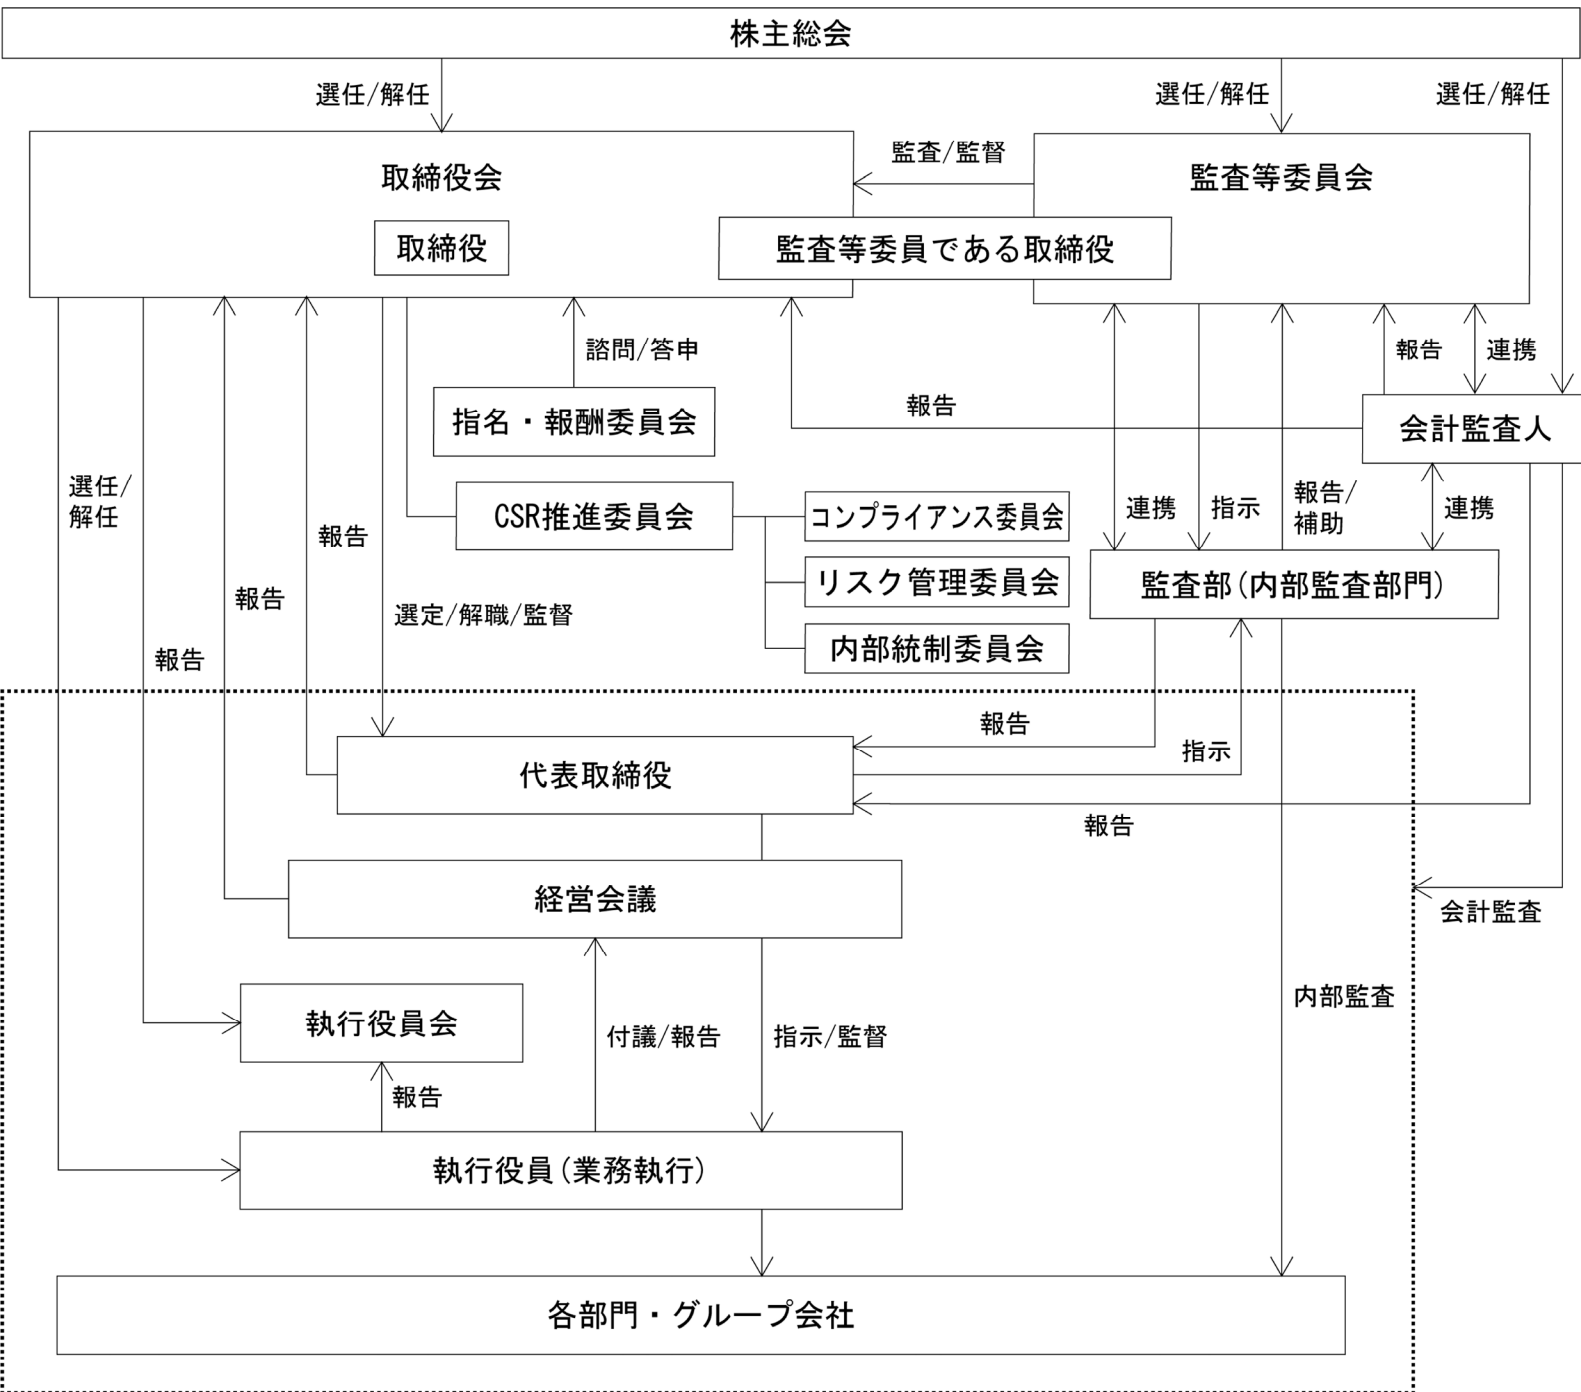 株主総会
選任/解任
選任/解任
選任/解任
取締役会
監査/監督
監査等委員会
取締役
監査等委員である取締役
諮問/答申
報告
連携
指名・報酬委員会
報告
会計監査人
選任/
解任
CSR推進委員会
コンプライアンス委員会
連携
指示
報告/
補助
連携
報告
リスク管理委員会
監査部(内部監査部門)
報告
選定/解職/監督
内部統制委員会
報告
報告
指示
代表取締役
報告
経営会議
会計監査
内部監査
執行役員会
付議/報告
指示/監督
報告
執行役員(業務執行)
各部門・グループ会社